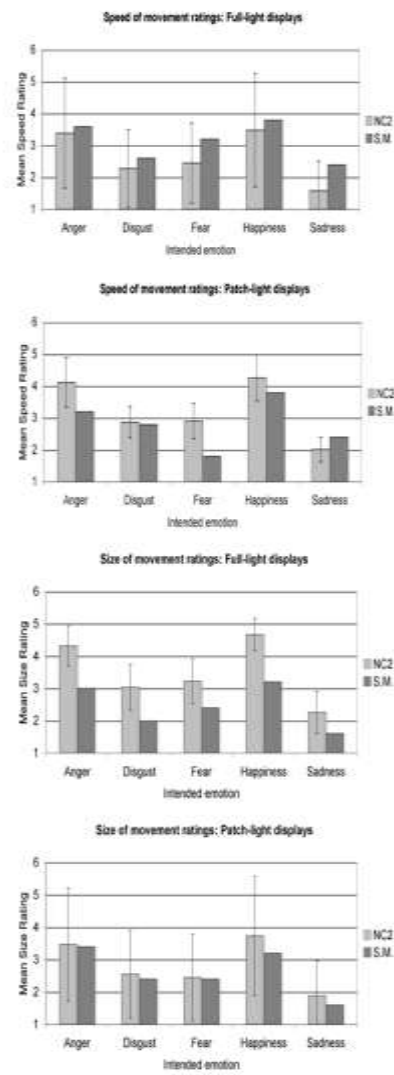 Speed of movement ratings: Full-light displays
Mean Speed Rating
6
5
4
3
2
1
NC2
S.M.
Anger Disgust Fear Happiness Sadness
Intended emotion
Speed of movement ratings: Patch-light displays
Mean Speed Rating
6
5
4
3
2
1
NC2
S.M.
Anger Disgust Fear Happiness Sadness
Intended emotion
Size of movement ratings: Full-light displays
Mean Size Rating
6
5
4
3
2
1
NC2
S.M.
Anger Disgust Fear Happiness Sadness
Intended emotion
Size of movement ratings: Patch-light displays
Mean Size Rating
6
5
4
3
2
1
NC2
S.M.
Anger Disgust Fear Happiness Sadness
Intended emotion